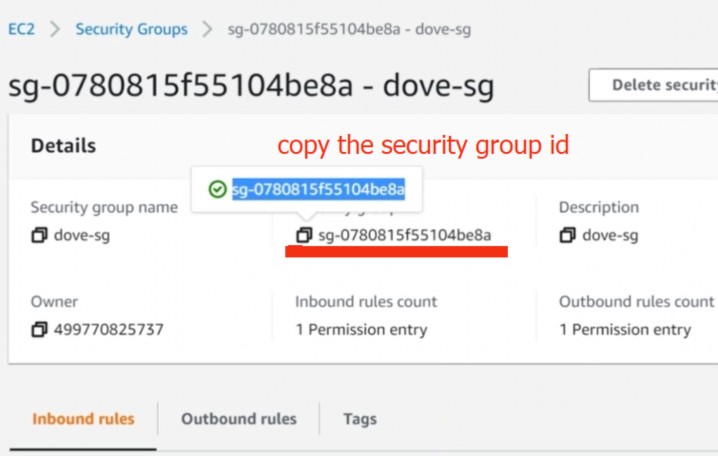 EC2 > Security Groups > sg-0780815f55104be8a - dove-sg
sg-0780815f55104be8a - dove-sg
Delete securit
Details
copy the security group id
sg-0780815f55104be8a
Security group name
Description
dove-sg
sg-0780815f55104be8a
dove-sg
Owner
Inbound rules count
Outbound rules count
499770825737
1 Permission entry
1 Permission entry
Inbound rules
Outbound rules
Tags